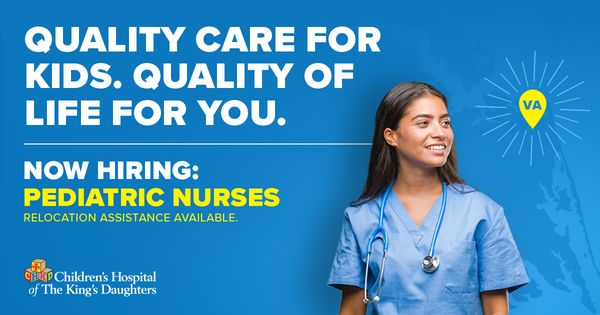 QUALITY CARE FOR
KIDS. QUALITY OF
LIFE FOR YOU.
NOW HIRING:
PEDIATRIC NURSES
RELOCATION ASSISTANCE AVAILABLE.
Children's Hospital
of The King's Daughters
VA